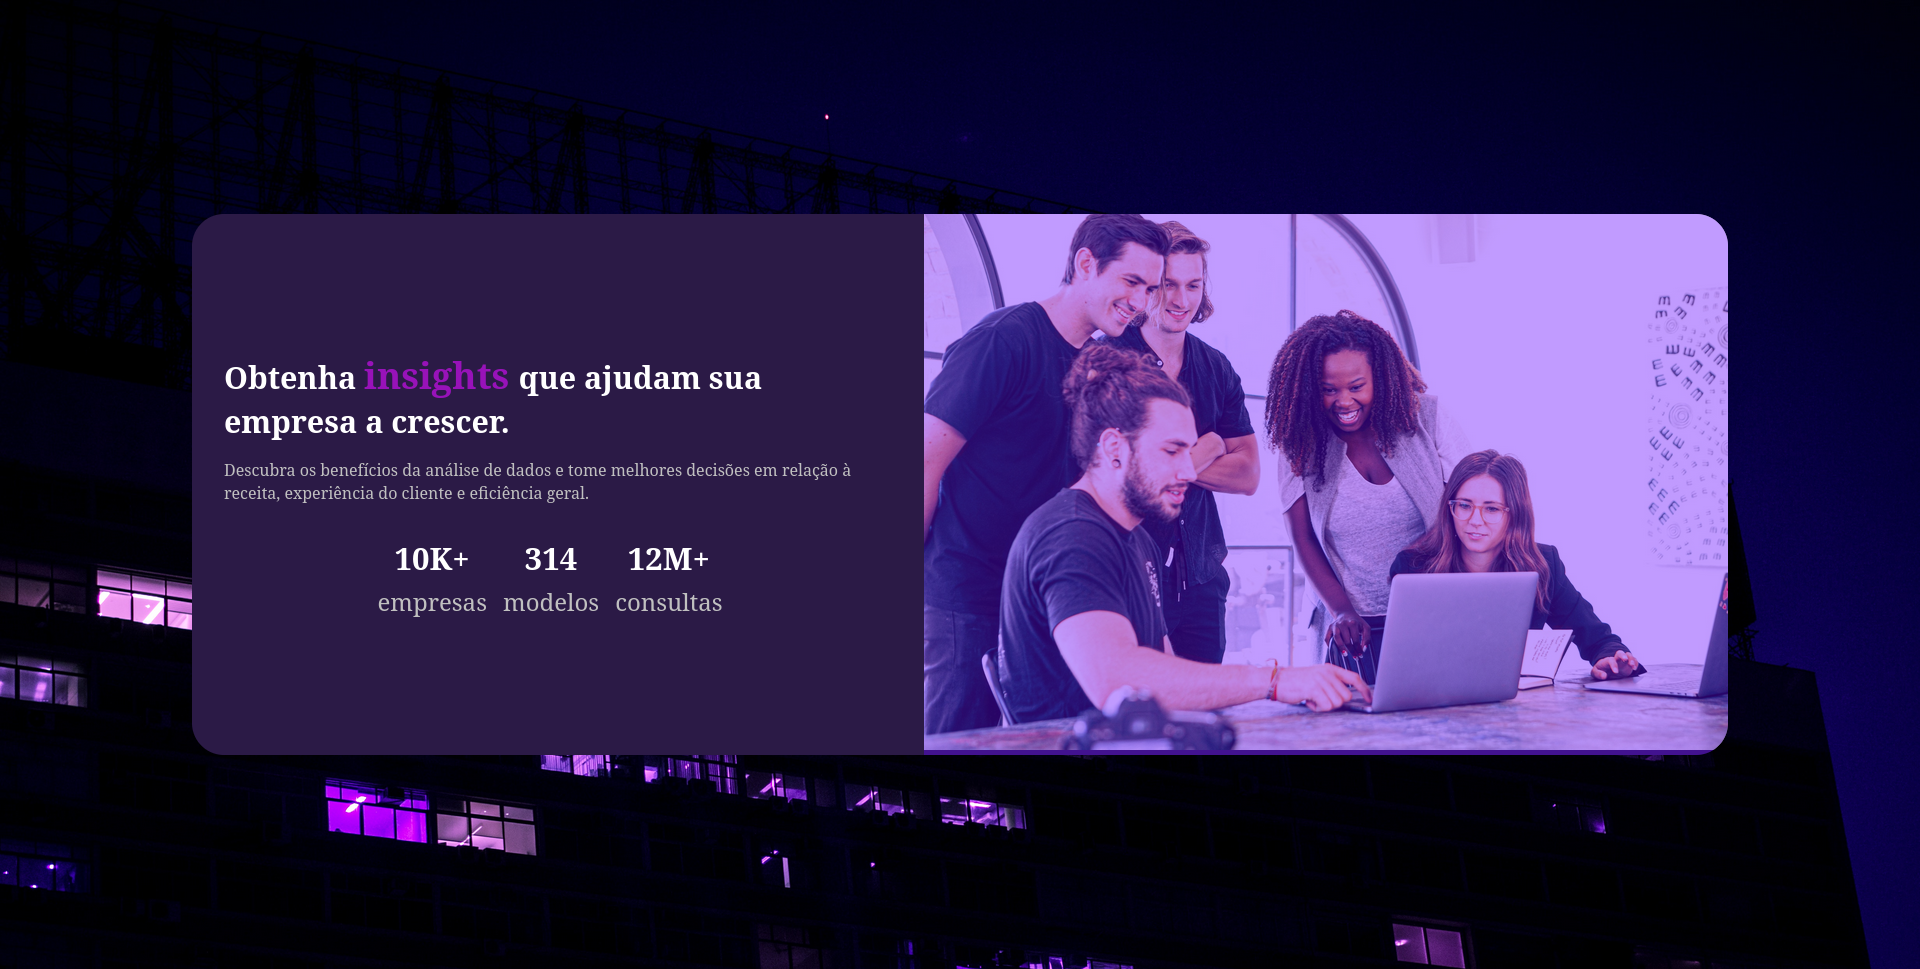 Obtenha insights que ajudam sua
empresa a crescer.
Descubra os benefícios da análise de dados e tome melhores decisões em relação à
receita, experiência do cliente e eficiência geral.
10K+ 314 12M+
empresas modelos consultas